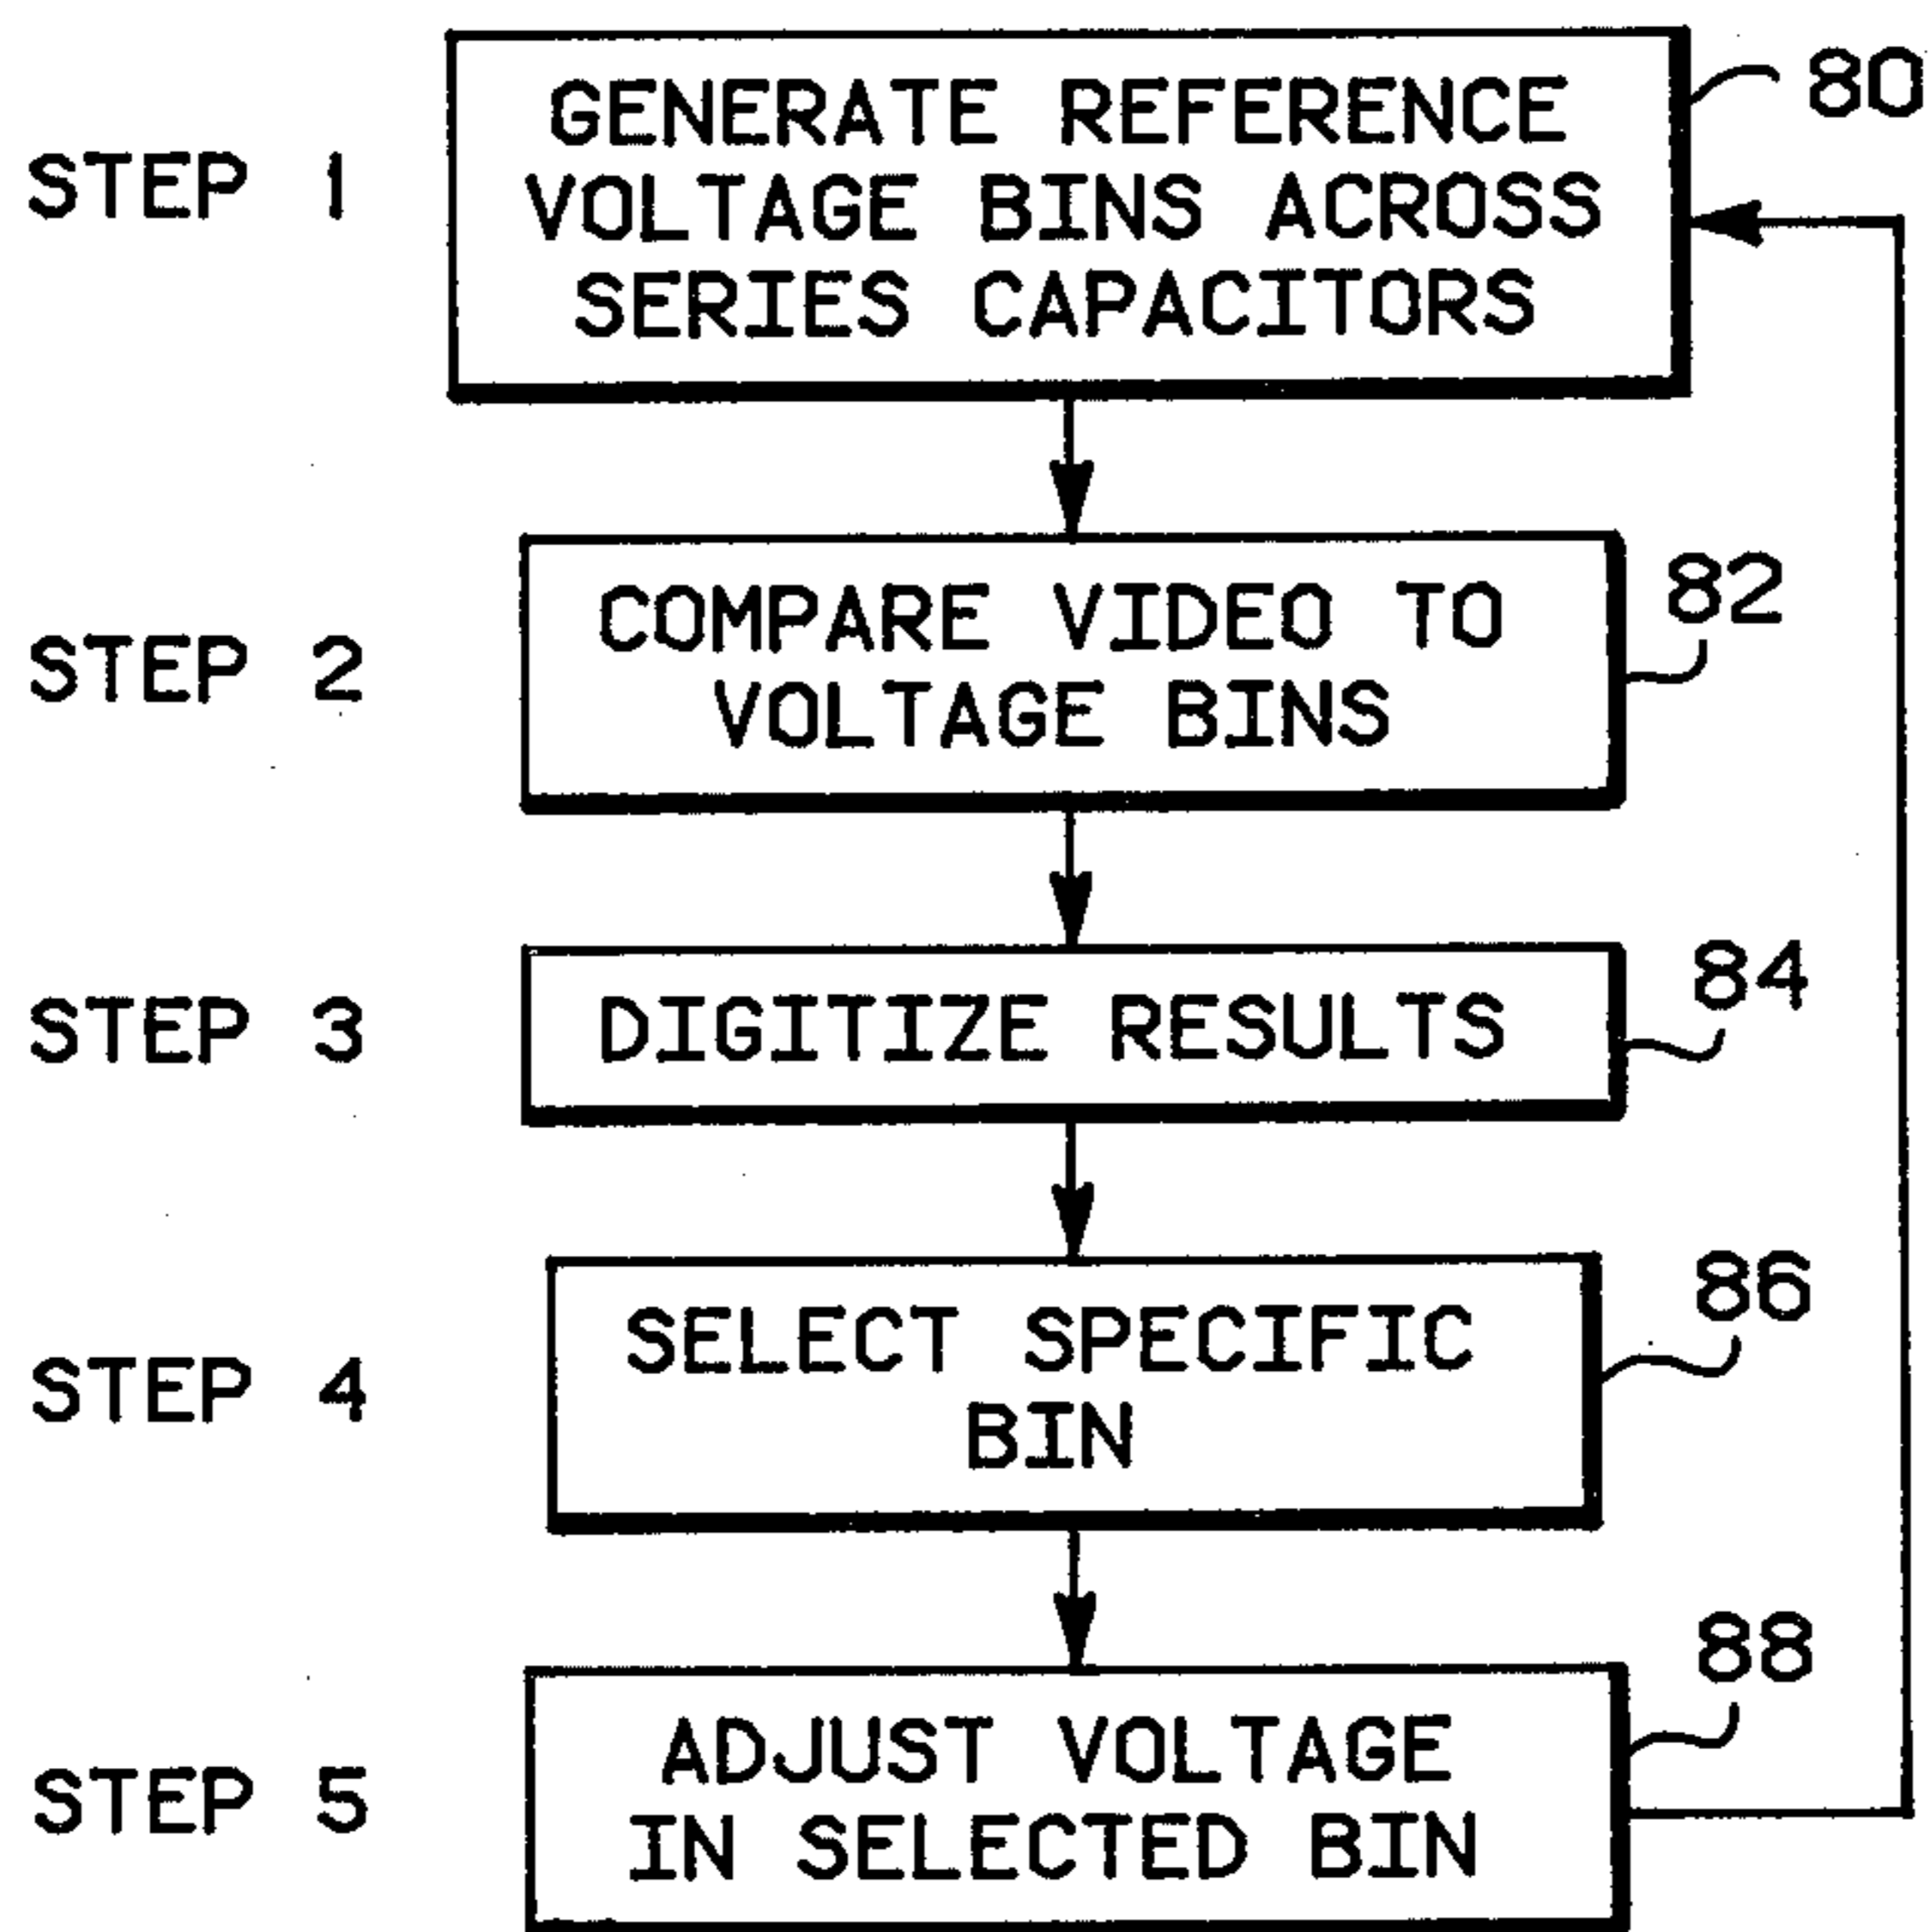 GENERATE REFERENCE
80
STEP 1
VOLTAGE BINS ACROSS
SERIES CAPACITORS
COMPARE VIDEO TO
82
STEP 2
VOLTAGE BINS
84
STEP 3
DIGITIZE RESULTS
86
SELECT SPECIFIC
STEP 4
BIN
88
ADJUST VOLTAGE
STEP 5
IN SELECTED BIN